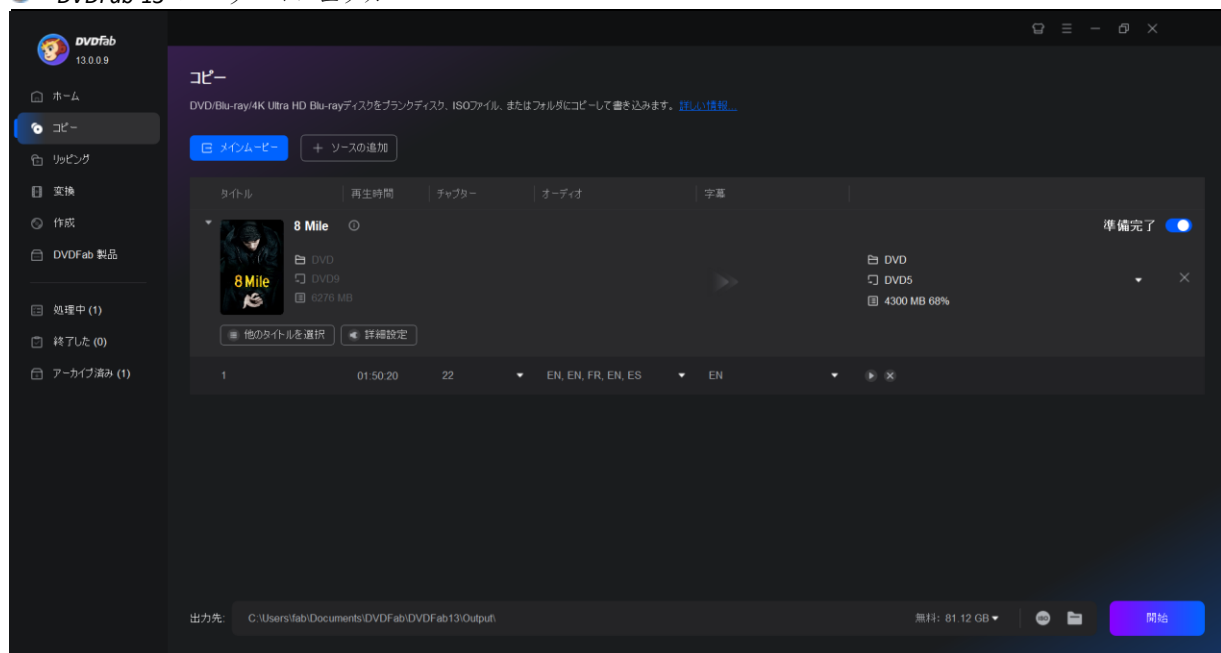 DVDFab
13.0.0.9
ホーム
コピー
リッピング
変換
作成
DVDFab 製品
処理中 (1)
終了した (0)
アーカイブ済み (1)
コピー
DVD/Blu-ray/4K Ultra HD Blu-rayディスクをブランクディスク、ISOファイル、またはフォルダにコピーして書き込みます。詳しい情報...
メインムービー
ソースの追加
タイトル 再生時間 チャプター オーディオ 字幕
8 Mile
準備完了
8 Mile
DVD
DVD9
6276 MB
DVD
DVD5
4300 MB 68%
他のタイトルを選択 詳細設定
1 01:50:20 22 EN, EN, FR, EN, ES EN
出力先: C:\Users\fab\Documents\DVDFab\DVDFab13\Output\ 無料: 81.12 GB ISO 開始